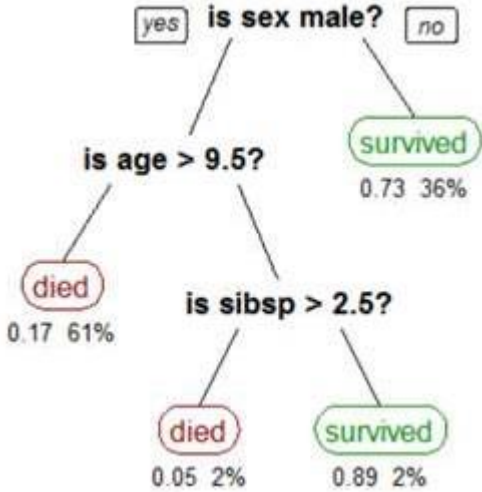 yes is sex male? no
survived
0.73 36%
is age > 9.5?
died
0.17 61%
is sibsp > 2.5?
died survived
0.05 2% 0.89 2%